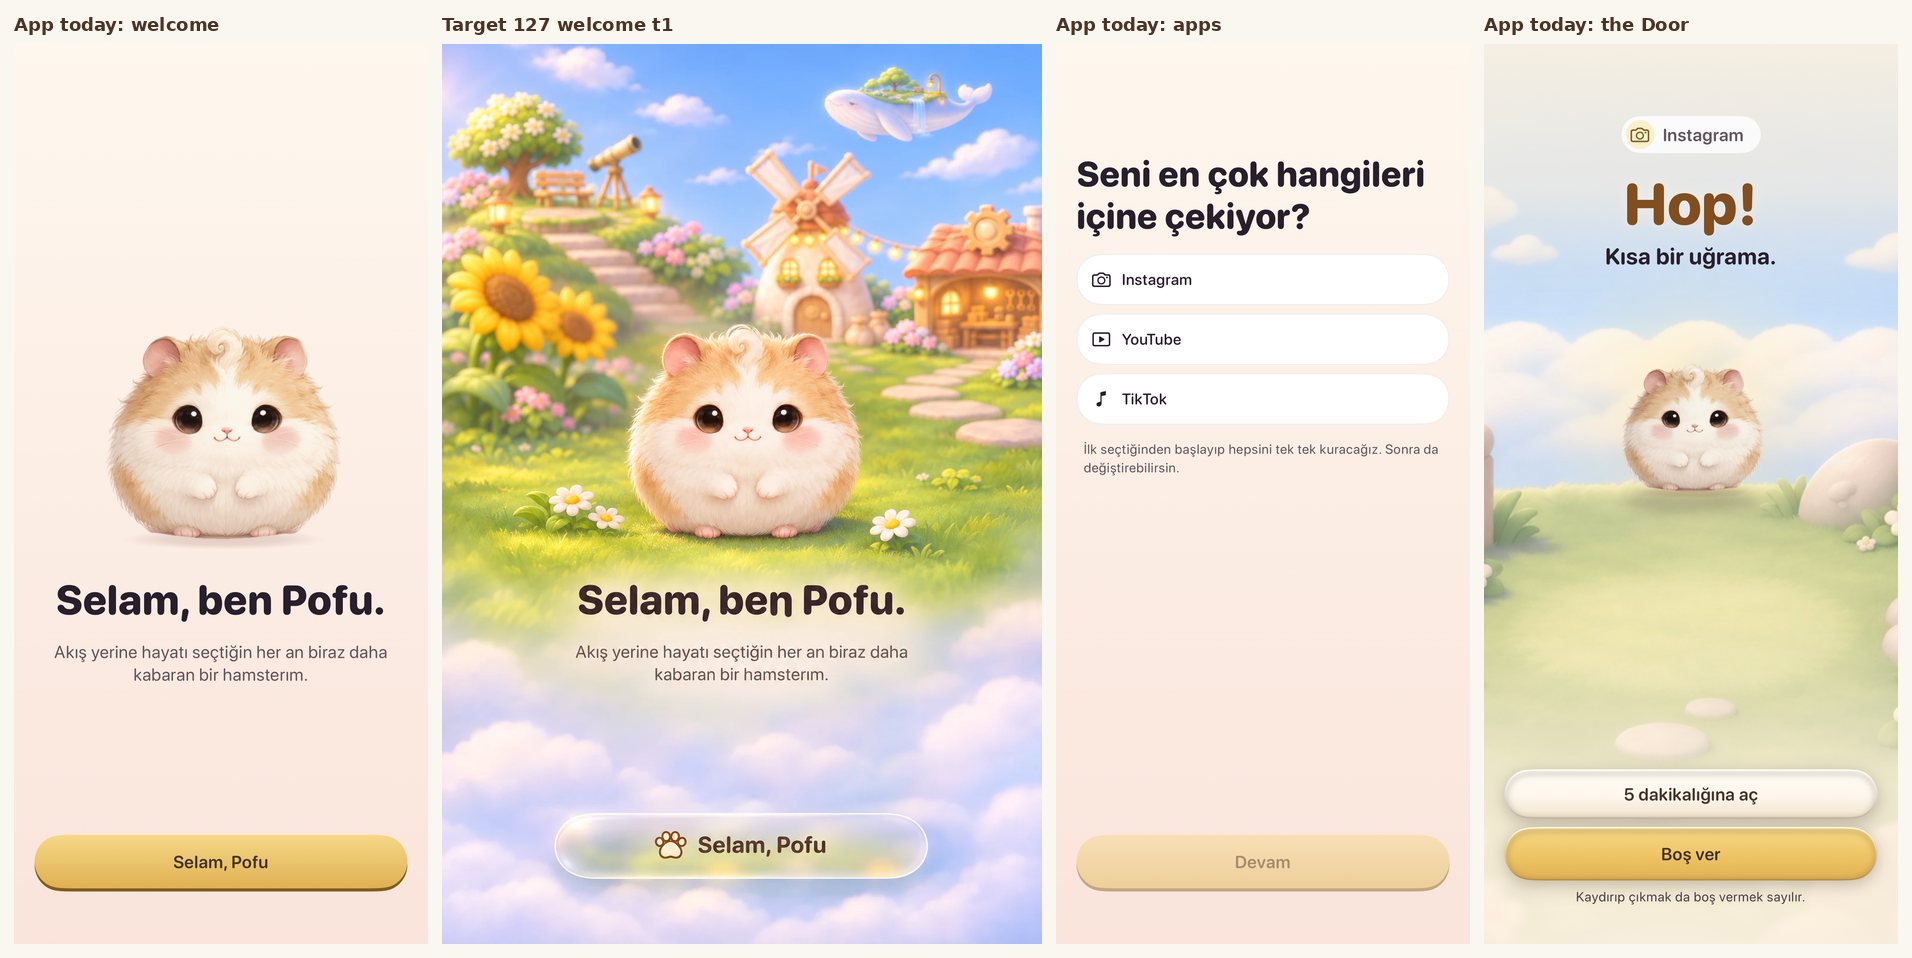 App today: welcome
Selam, ben Pofu.
Akış yerine hayatı seçtiğin her an biraz daha
kabaran bir hamsterım.
Selam, Pofu
Target 127 welcome t1
Selam, ben Pofu.
Akış yerine hayatı seçtiğin her an biraz daha
kabaran bir hamsterım.
Selam, Pofu
App today: apps
Seni en çok hangileri
içine çekiyor?
Instagram
YouTube
TikTok
İlk seçtiğinden başlayıp hepsini tek tek kuracağız. Sonra da
değiştirebilirsin.
Devam
App today: the Door
Instagram
Hop!
Kısa bir uğrama.
5 dakikalığına aç
Boş ver
Kaydırıp çıkmak da boş vermek sayılır.